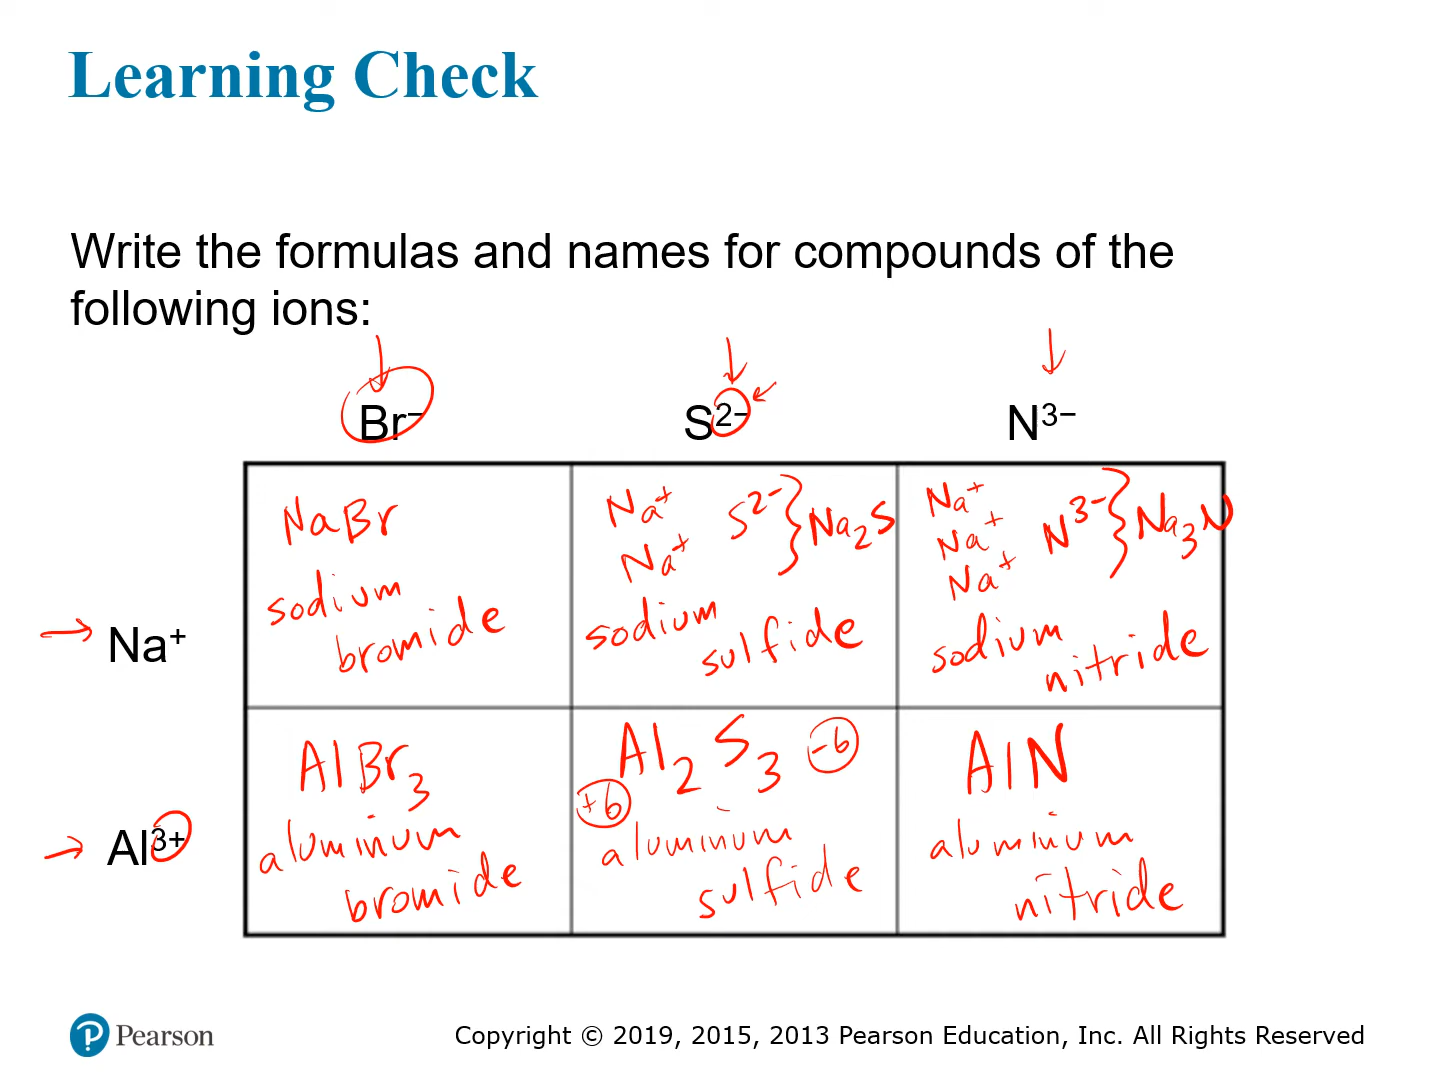 Learning Check
Write the formulas and names for compounds of the
following ions:
Br⁻ S²⁻ N³⁻
Na⁺
NaBr
sodium
bromide
Na⁺ S²⁻ } Na₂S
Na⁺
sodium
sulfide
Na⁺
Na⁺ N³⁻ } Na₃N
Na⁺
sodium
nitride
Al³⁺
AlBr₃
aluminum
bromide
Al₂S₃ -6
+6
aluminum
sulfide
AlN
aluminum
nitride
Pearson
Copyright © 2019, 2015, 2013 Pearson Education, Inc. All Rights Reserved